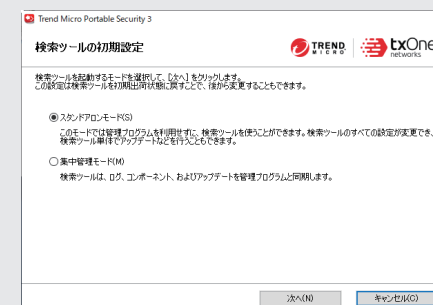 Trend Micro Portable Security 3
検索ツールの初期設定
TREND
MICRO
txOne
networks
検索ツールを起動するモードを選択して、[次へ] をクリックします。
この設定は検索ツールを初期出荷状態に戻すことで、後から変更することもできます。
スタンドアロンモード(S)
このモードでは管理プログラムを利用せずに、検索ツールを使うことができます。検索ツールのすべての設定が変更でき、
検索ツール単体でアップデートなどを行うこともできます。
集中管理モード(M)
検索ツールは、ログ、コンポーネント、およびアップデートを管理プログラムと同期します。
次へ(N)
キャンセル(C)